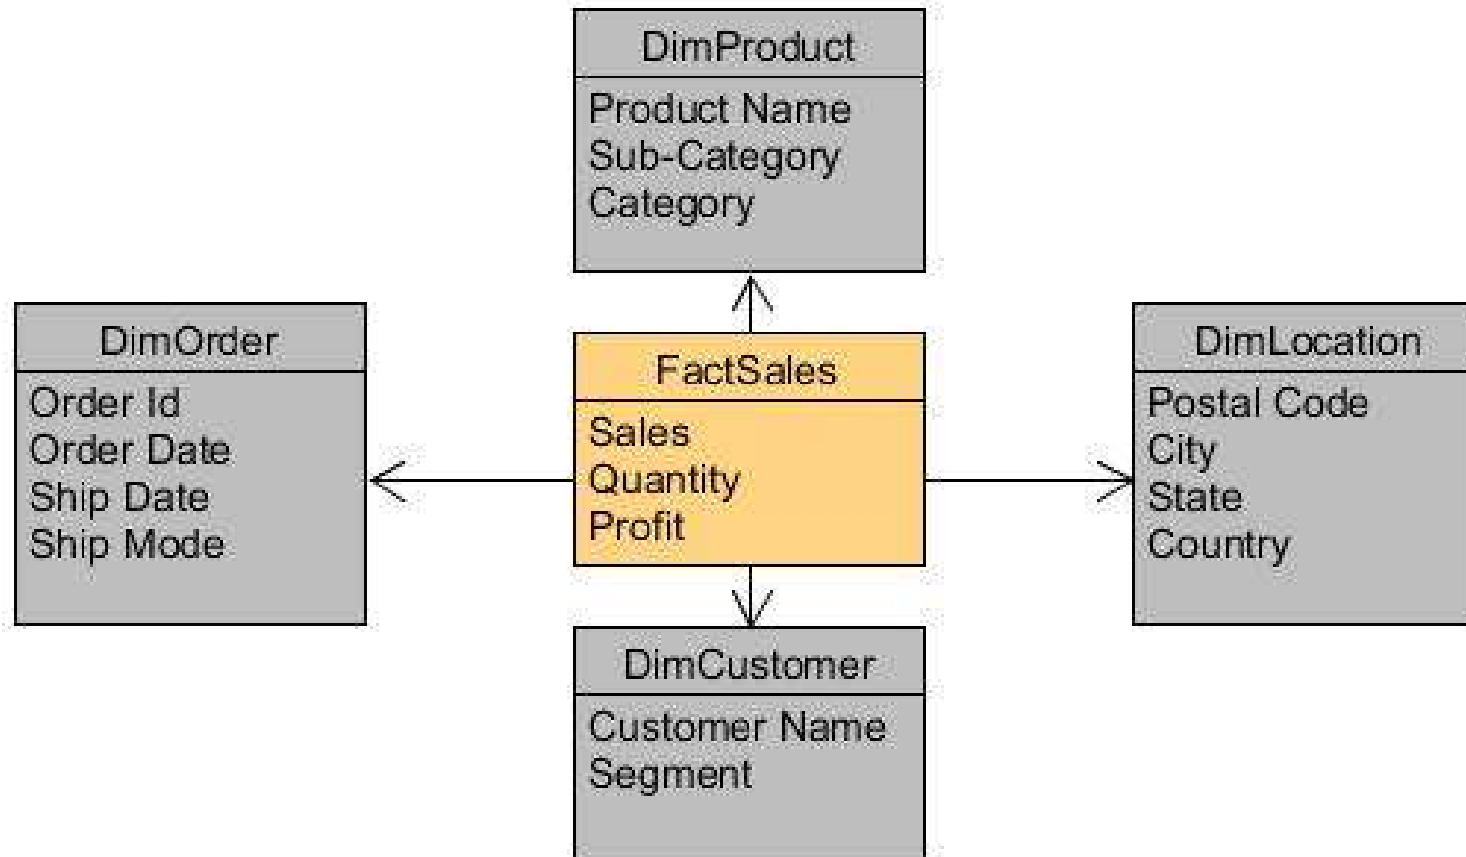 DimProduct
Product Name
Sub-Category
Category
DimOrder
Order Id
Order Date
Ship Date
Ship Mode
FactSales
Sales
Quantity
Profit
DimLocation
Postal Code
City
State
Country
DimCustomer
Customer Name
Segment